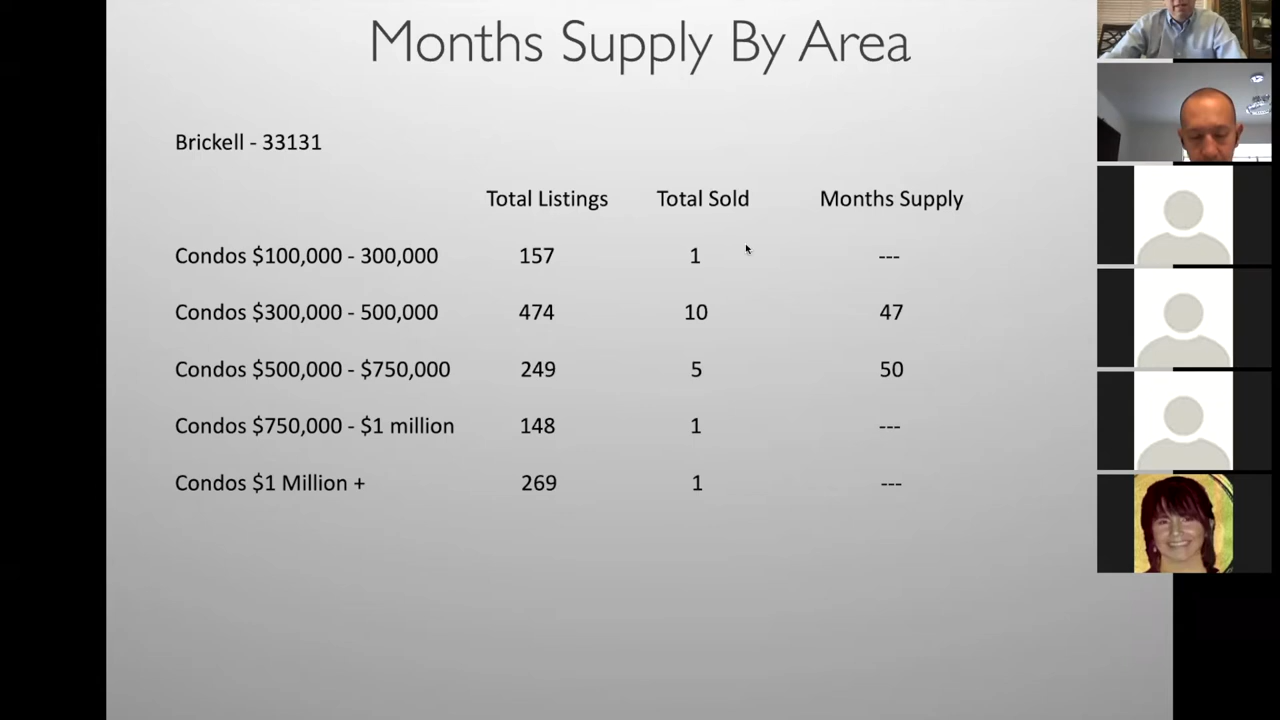 Months Supply By Area
Brickell - 33131
Total Listings Total Sold Months Supply
Condos $100,000 - 300,000 157 1 ---
Condos $300,000 - 500,000 474 10 47
Condos $500,000 - $750,000 249 5 50
Condos $750,000 - $1 million 148 1 ---
Condos $1 Million + 269 1 ---